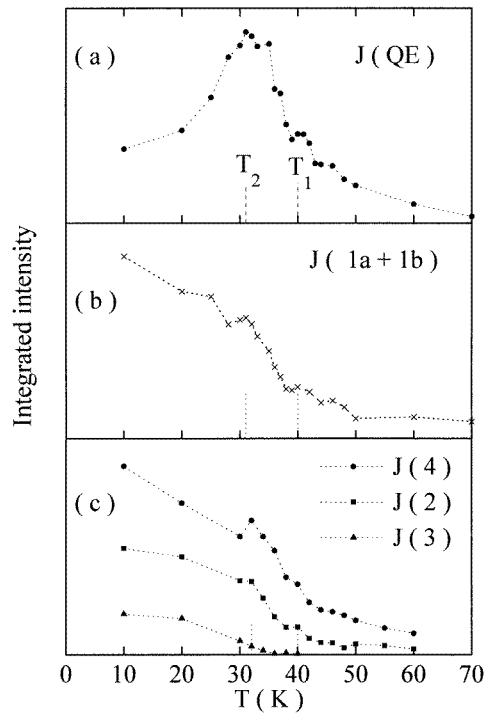 ( a )
J ( QE )
T2
T1
Integrated intensity
( b )
J ( 1a + 1b )
( c )
J ( 4 )
J ( 2 )
J ( 3 )
0 10 20 30 40 50 60 70
T ( K )